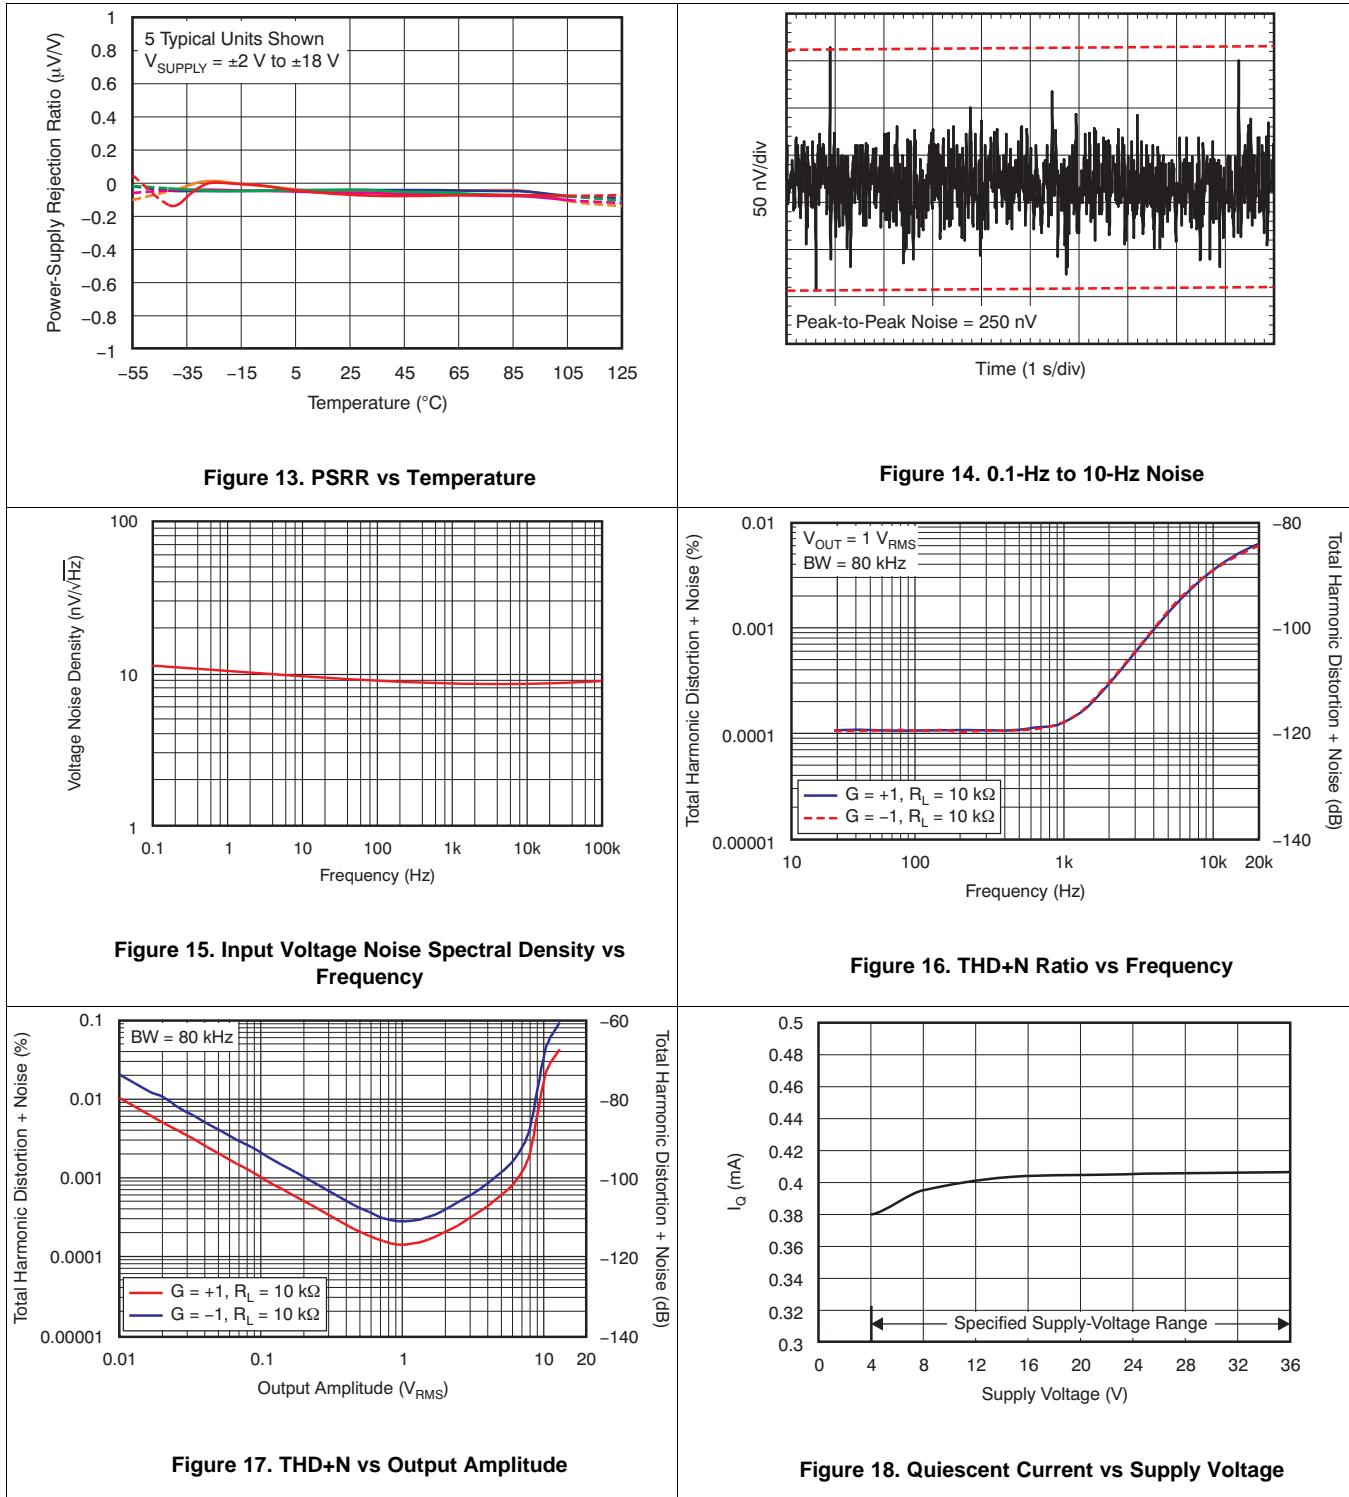 1
0.8
0.6
0.4
0.2
0
−0.2
−0.4
−0.6
−0.8
−1
Power-Supply Rejection Ratio (μV/V)
5 Typical Units Shown
VSUPPLY = ±2 V to ±18 V
−55 −35 −15 5 25 45 65 85 105 125
Temperature (°C)
Figure 13. PSRR vs Temperature
50 nV/div
Peak-to-Peak Noise = 250 nV
Time (1 s/div)
Figure 14. 0.1-Hz to 10-Hz Noise
100
10
1
Voltage Noise Density (nV/√Hz)
0.1 1 10 100 1k 10k 100k
Frequency (Hz)
Figure 15. Input Voltage Noise Spectral Density vs
Frequency
0.01
0.001
0.0001
0.00001
Total Harmonic Distortion + Noise (%)
VOUT = 1 VRMS
BW = 80 kHz
G = +1, RL = 10 kΩ
G = −1, RL = 10 kΩ
−80
−100
−120
−140
Total Harmonic Distortion + Noise (dB)
10 100 1k 10k 20k
Frequency (Hz)
Figure 16. THD+N Ratio vs Frequency
0.1
0.01
0.001
0.0001
0.00001
Total Harmonic Distortion + Noise (%)
BW = 80 kHz
G = +1, RL = 10 kΩ
G = −1, RL = 10 kΩ
−60
−80
−100
−120
−140
Total Harmonic Distortion + Noise (dB)
0.01 0.1 1 10 20
Output Amplitude (VRMS)
Figure 17. THD+N vs Output Amplitude
0.5
0.48
0.46
0.44
0.42
0.4
0.38
0.36
0.34
0.32
0.3
IQ (mA)
Specified Supply-Voltage Range
0 4 8 12 16 20 24 28 32 36
Supply Voltage (V)
Figure 18. Quiescent Current vs Supply Voltage